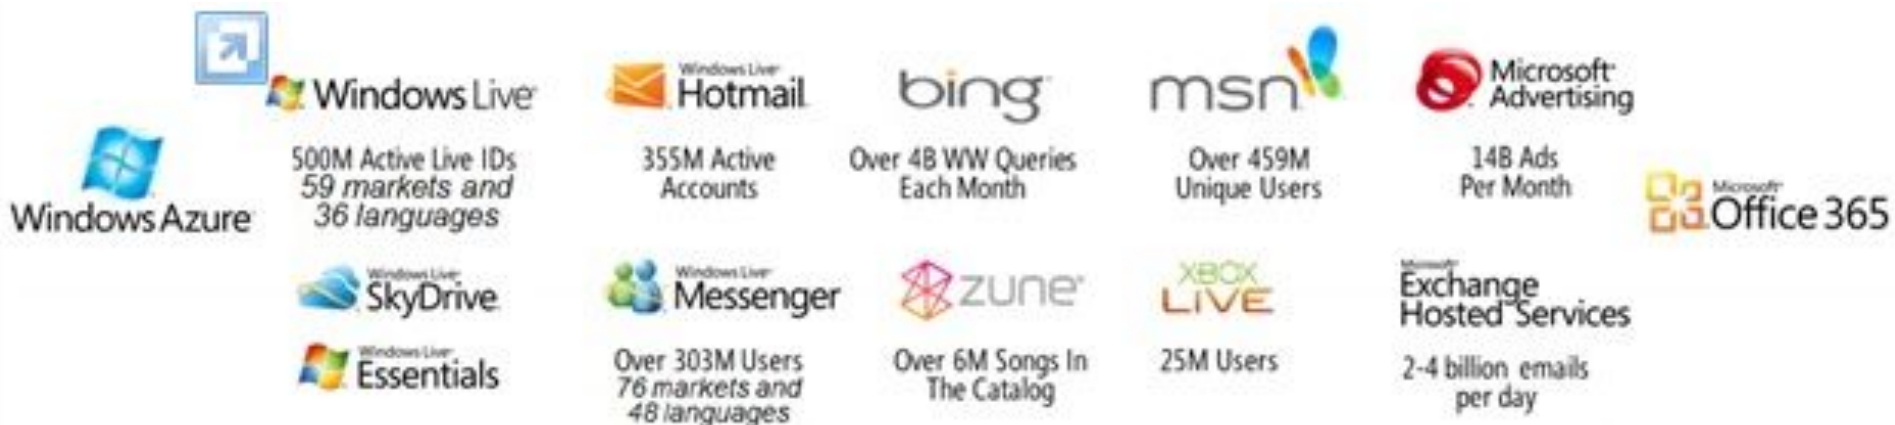 Windows Azure
Windows Live
500M Active Live IDs
59 markets and
36 languages
Windows Live
Hotmail
355M Active
Accounts
bing
Over 4B WW Queries
Each Month
msn
Over 459M
Unique Users
Microsoft
Advertising
14B Ads
Per Month
Microsoft
Office 365
Windows Live
SkyDrive
Windows Live
Essentials
Windows Live
Messenger
Over 303M Users
76 markets and
48 languages
zune
Over 6M Songs In
The Catalog
XBOX
LIVE
25M Users
Microsoft
Exchange
Hosted Services
2-4 billion emails
per day